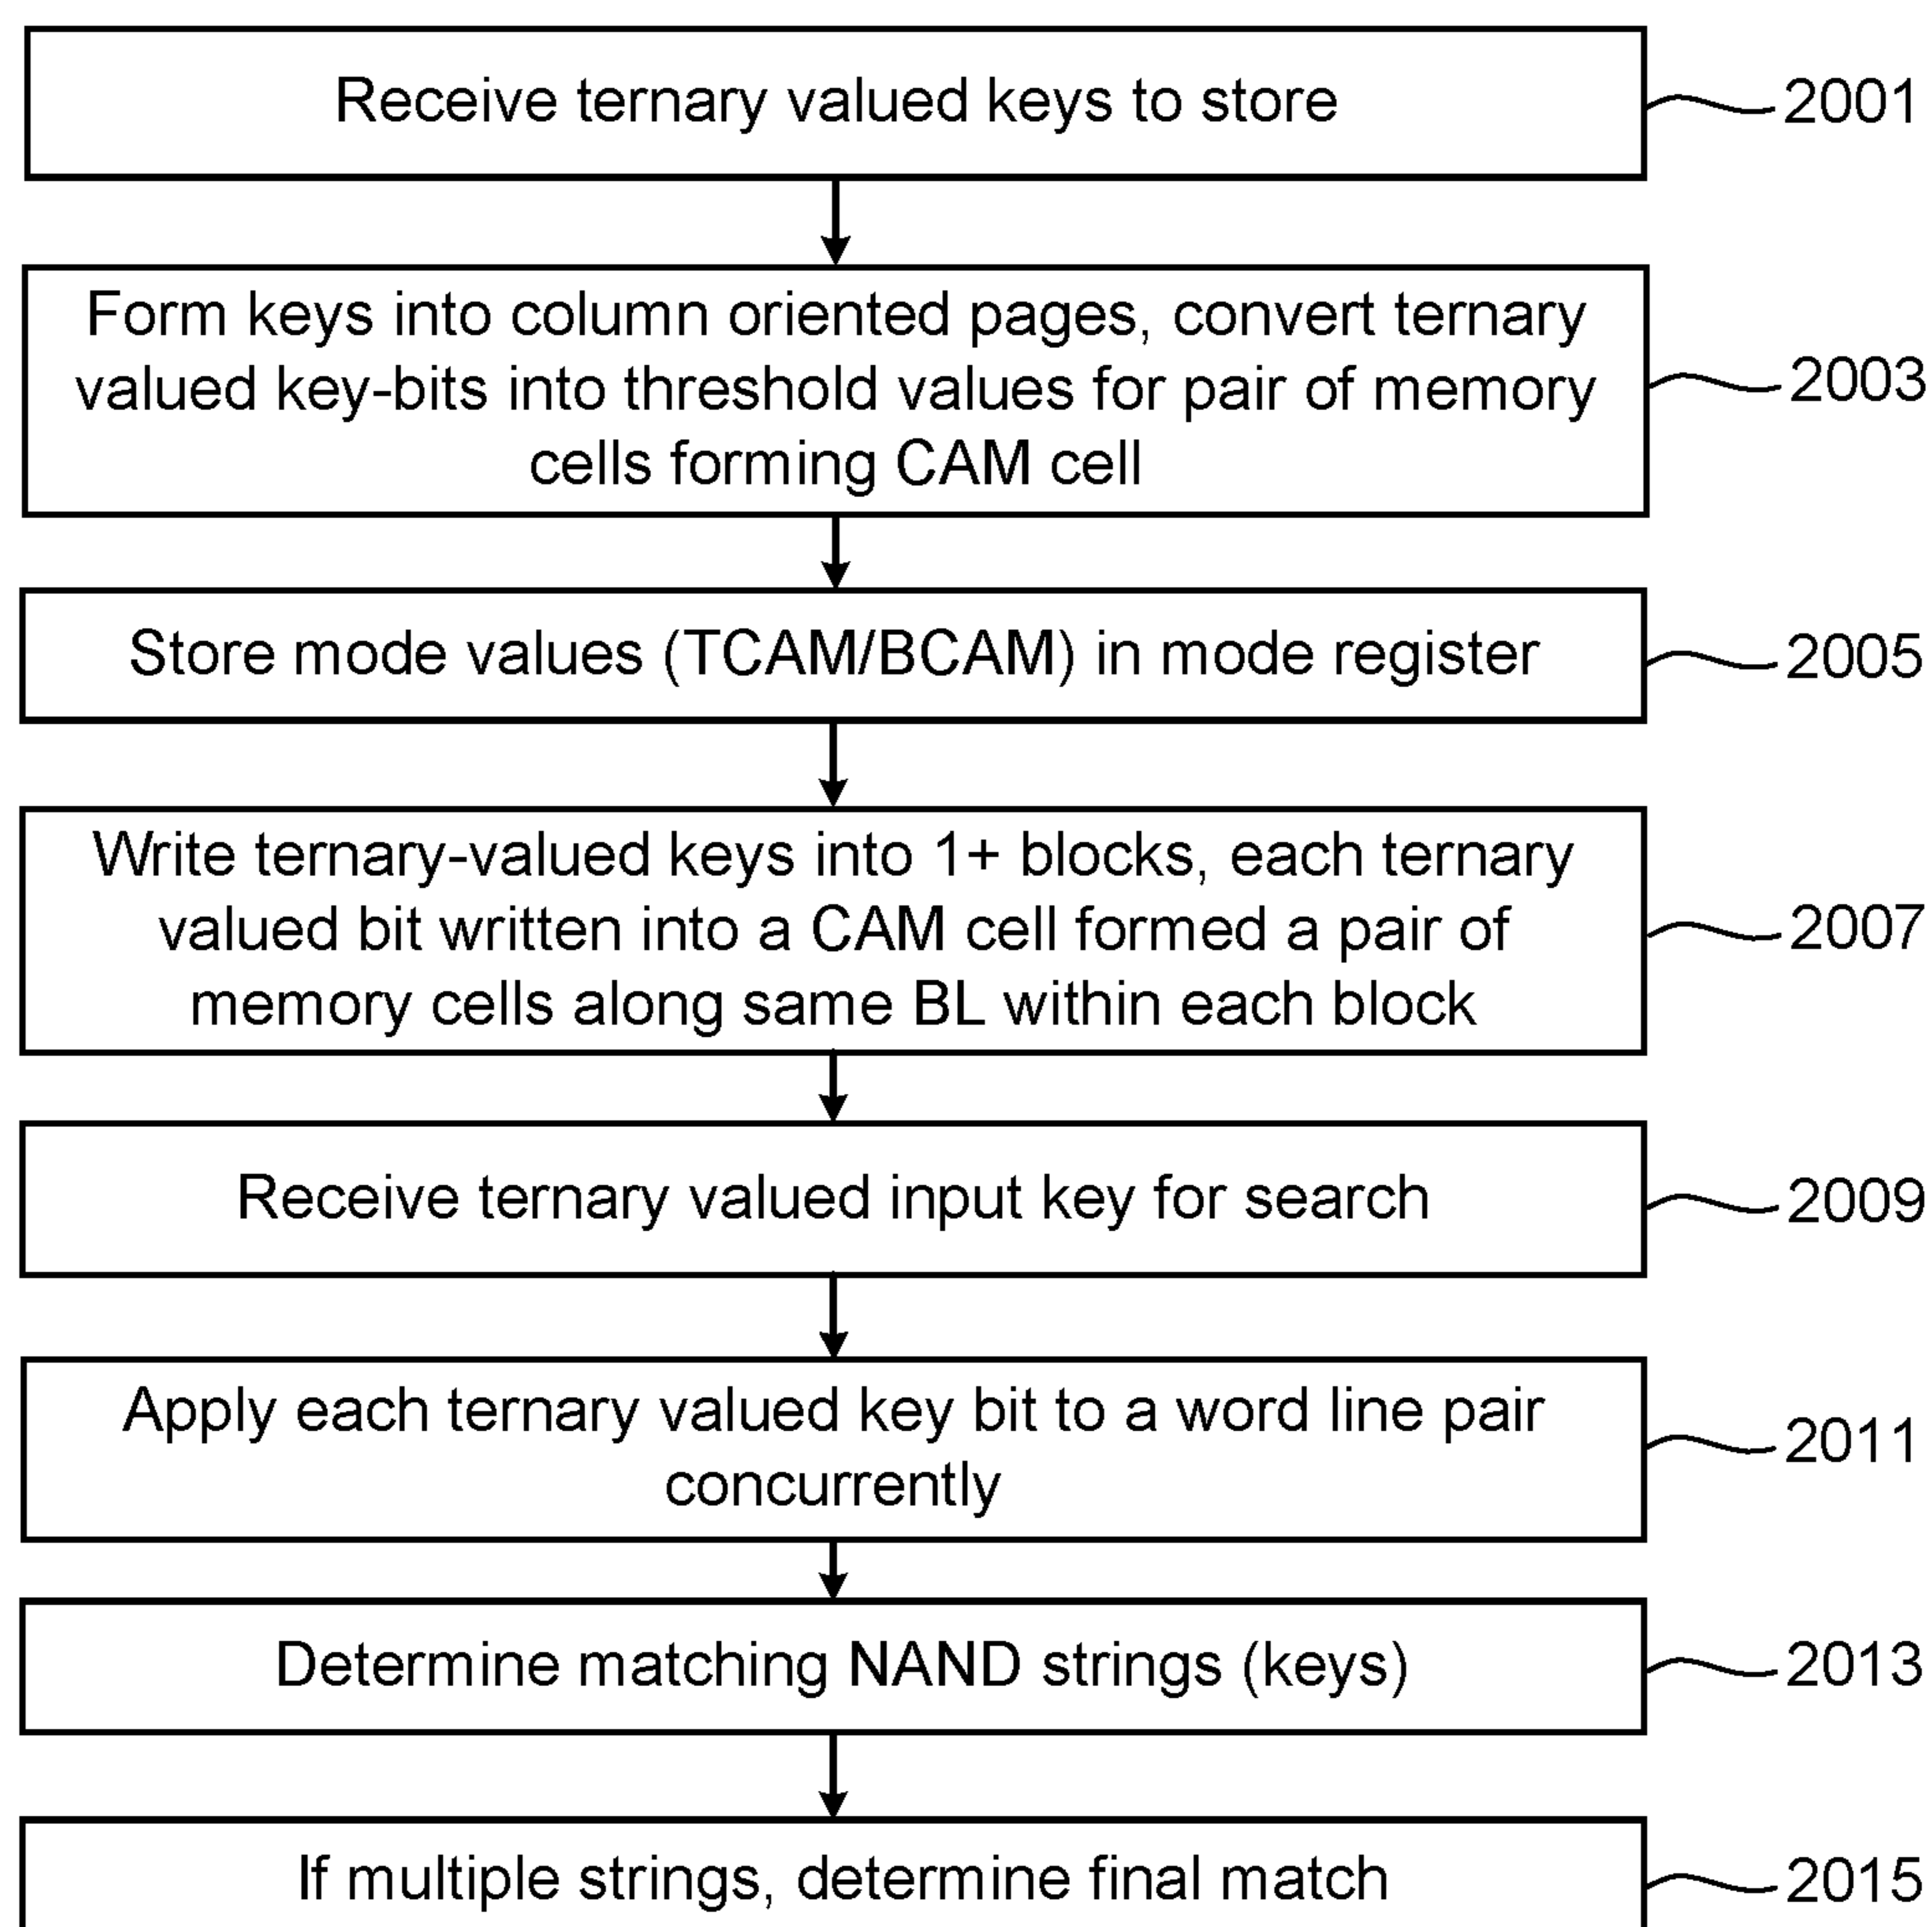 Receive ternary valued keys to store
2001
Form keys into column oriented pages, convert ternary
valued key-bits into threshold values for pair of memory
cells forming CAM cell
2003
Store mode values (TCAM/BCAM) in mode register
2005
Write ternary-valued keys into 1+ blocks, each ternary
valued bit written into a CAM cell formed a pair of
memory cells along same BL within each block
2007
Receive ternary valued input key for search
2009
Apply each ternary valued key bit to a word line pair
concurrently
2011
Determine matching NAND strings (keys)
2013
If multiple strings, determine final match
2015